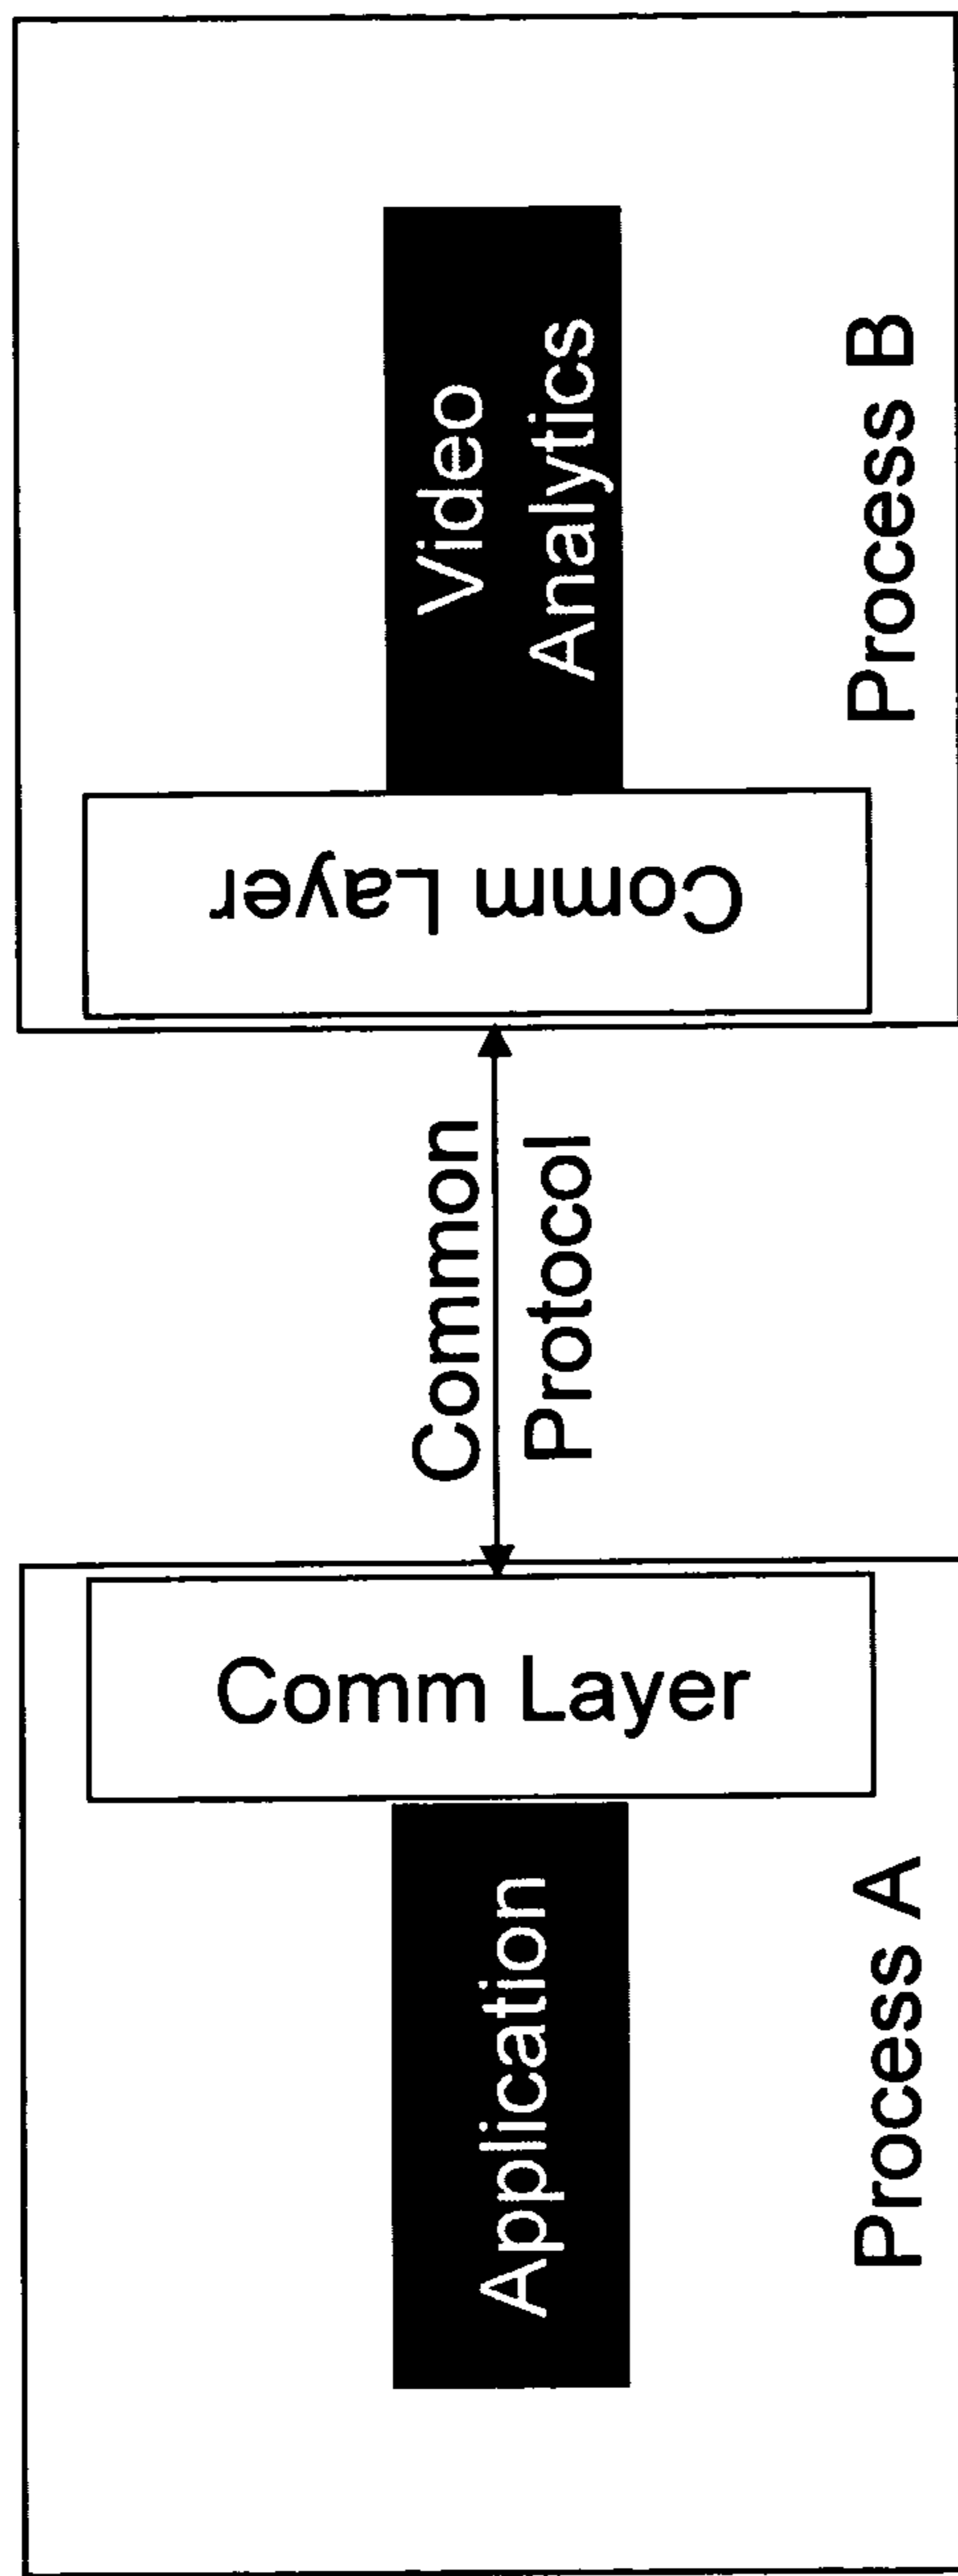 Application
Comm Layer
Process A
Common
Protocol
Comm Layer
Video
Analytics
Process B